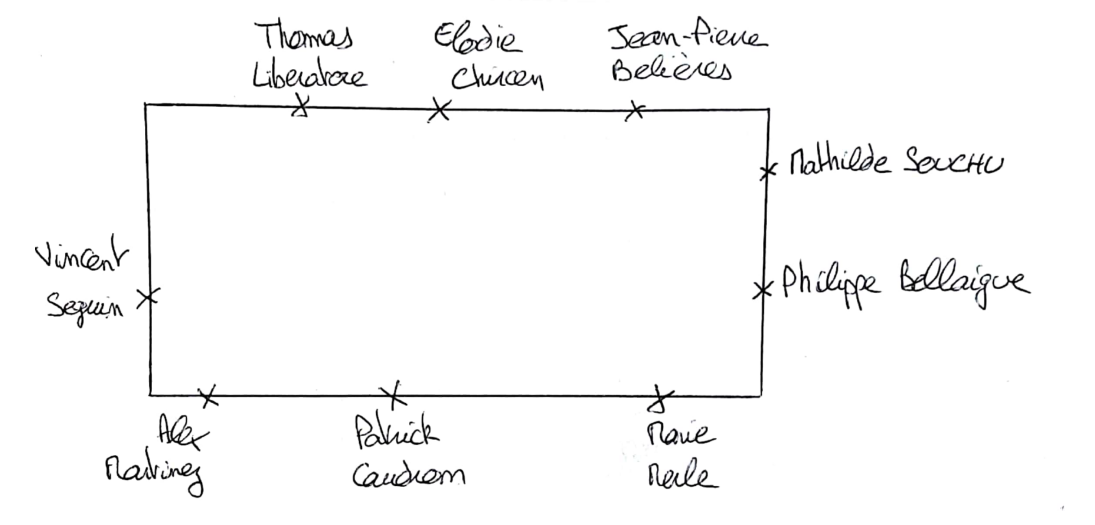 Thomas
Liberatore
Elodie
Chircen
Jean-Pierre
Belières
Mathilde SOUCHU
Vincent
Seguin
Philippe Bellaigue
Alex
Martinez
Patrick
Caudron
Marie
Merle